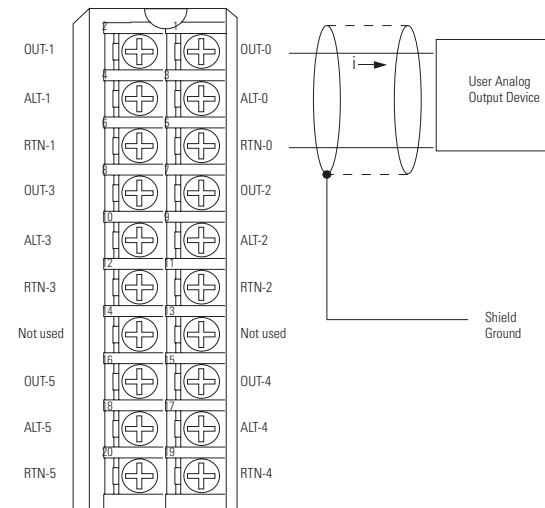 2 1
OUT-1 OUT-0
4 3
ALT-1 ALT-0
6 5
RTN-1 RTN-0
8 7
OUT-3 OUT-2
10 9
ALT-3 ALT-2
12 11
RTN-3 RTN-2
14 13
Not used Not used
16 15
OUT-5 OUT-4
18 17
ALT-5 ALT-4
20 19
RTN-5 RTN-4
i
User Analog
Output Device
Shield
Ground